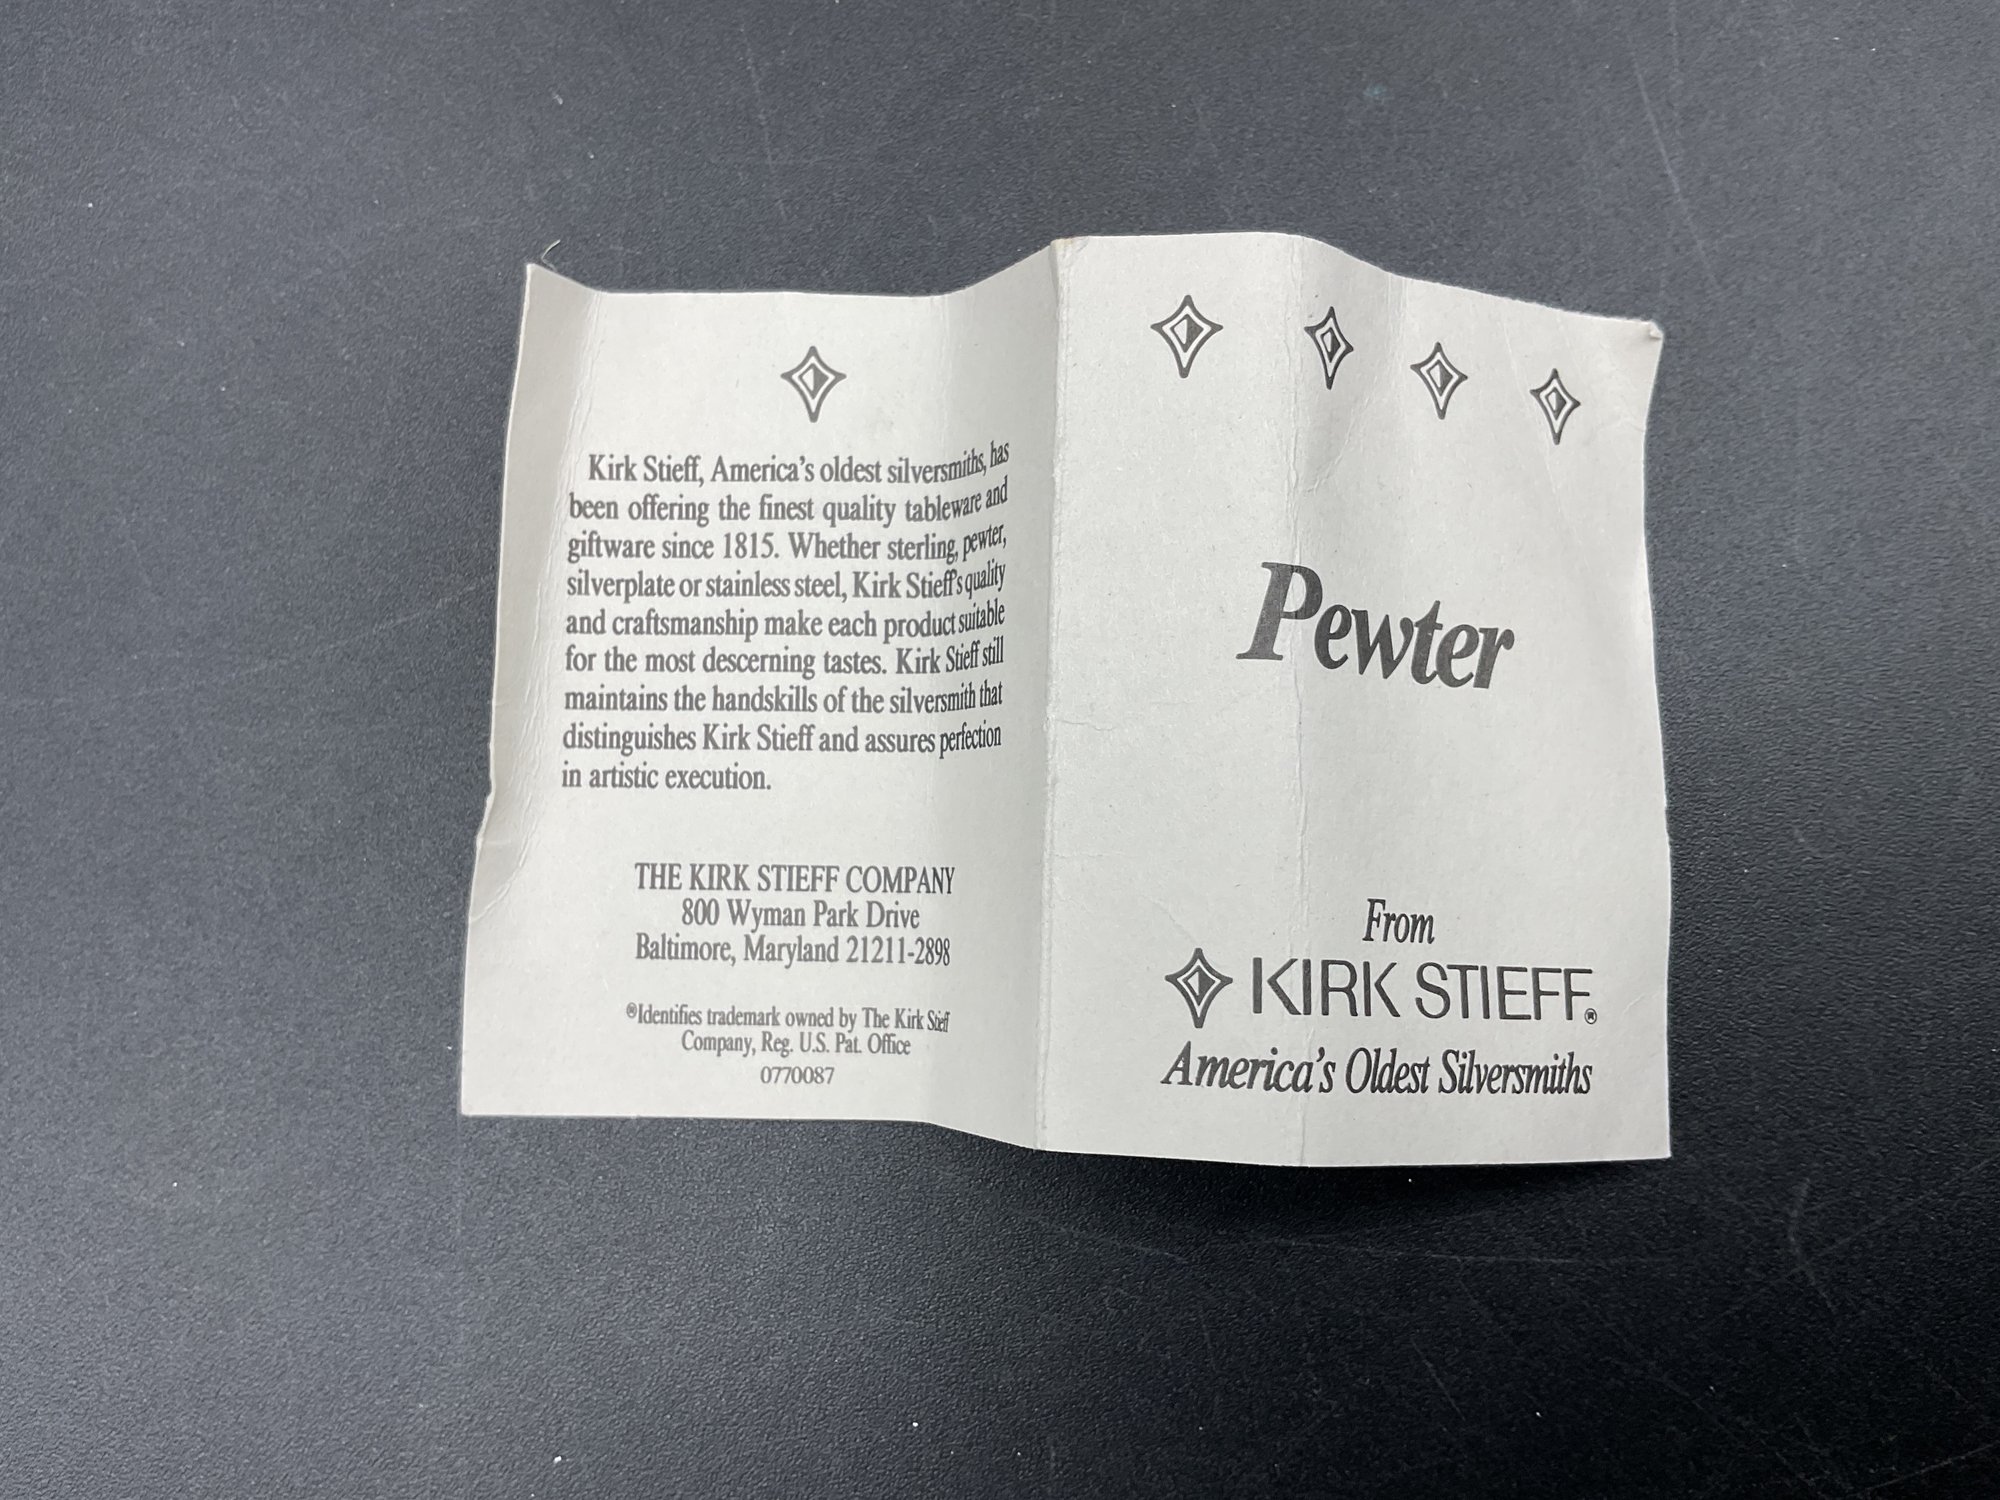 Kirk Stieff, America's oldest silversmiths, has
been offering the finest quality tableware and
giftware since 1815. Whether sterling, pewter,
silverplate or stainless steel, Kirk Stieff's quality
and craftsmanship make each product suitable
for the most descerning tastes. Kirk Stieff still
maintains the handskills of the silversmith that
distinguishes Kirk Stieff and assures perfection
in artistic execution.
THE KIRK STIEFF COMPANY
800 Wyman Park Drive
Baltimore, Maryland 21211-2898
®Identifies trademark owned by The Kirk Stieff
Company, Reg. U.S. Pat. Office
0770087
Pewter
From
KIRK STIEFF®
America's Oldest Silversmiths